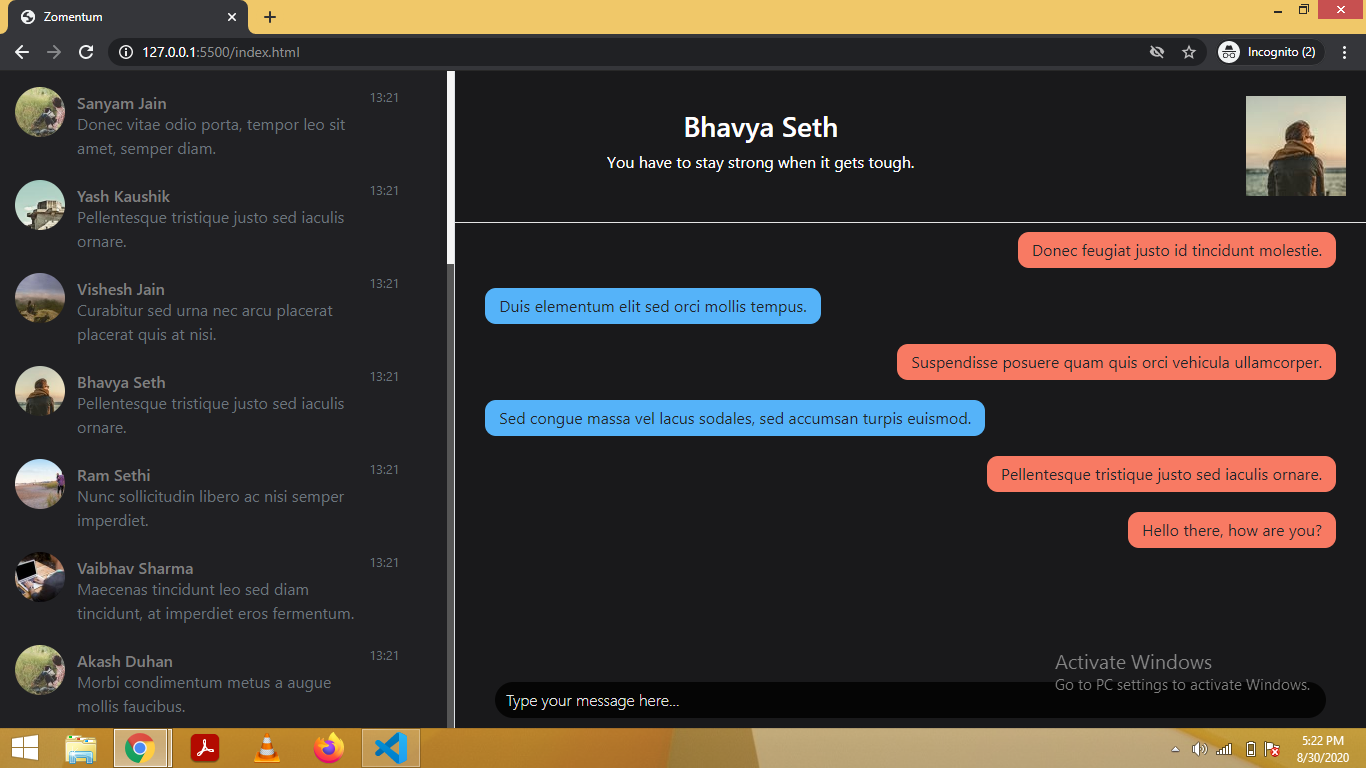 Zomentum
127.0.0.1:5500/index.html
Incognito (2)
Sanyam Jain
13:21
Donec vitae odio porta, tempor leo sit
amet, semper diam.
Yash Kaushik
13:21
Pellentesque tristique justo sed iaculis
ornare.
Vishesh Jain
13:21
Curabitur sed urna nec arcu placerat
placerat quis at nisi.
Bhavya Seth
13:21
Pellentesque tristique justo sed iaculis
ornare.
Ram Sethi
13:21
Nunc sollicitudin libero ac nisi semper
imperdiet.
Vaibhav Sharma
13:21
Maecenas tincidunt leo sed diam
tincidunt, at imperdiet eros fermentum.
Akash Duhan
13:21
Morbi condimentum metus a augue
mollis faucibus.
Bhavya Seth
You have to stay strong when it gets tough.
Donec feugiat justo id tincidunt molestie.
Duis elementum elit sed orci mollis tempus.
Suspendisse posuere quam quis orci vehicula ullamcorper.
Sed congue massa vel lacus sodales, sed accumsan turpis euismod.
Pellentesque tristique justo sed iaculis ornare.
Hello there, how are you?
Activate Windows
Go to PC settings to activate Windows.
Type your message here...
5:22 PM
8/30/2020